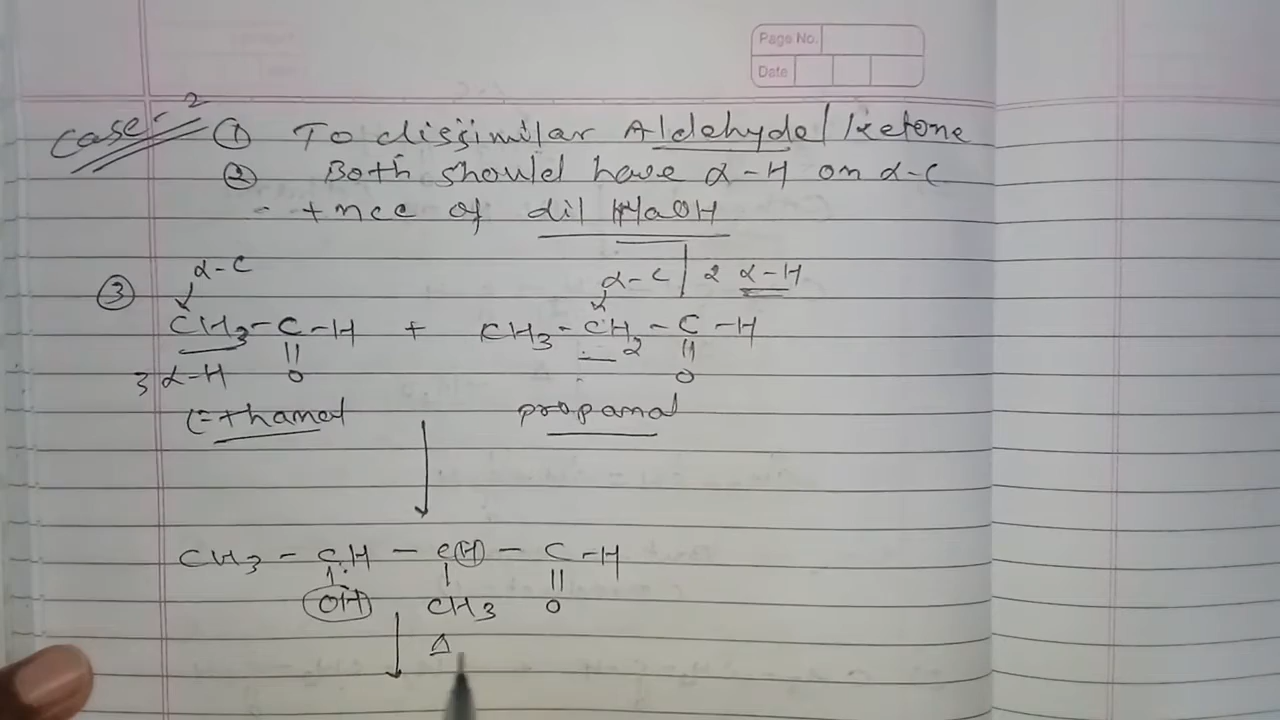 Page No.
Date
Case:- 2 ① To dissimilar Aldehyde/ketone
② Both should have α-H on α-C
+nce of dil NaOH
③ α-C α-C | 2 α-H
CH3-C-H + CH3-CH2-C-H
3 α-H || O || O
Ethanal propanal
CH3 - CH - CH - C-H
OH CH3 || O
Δ